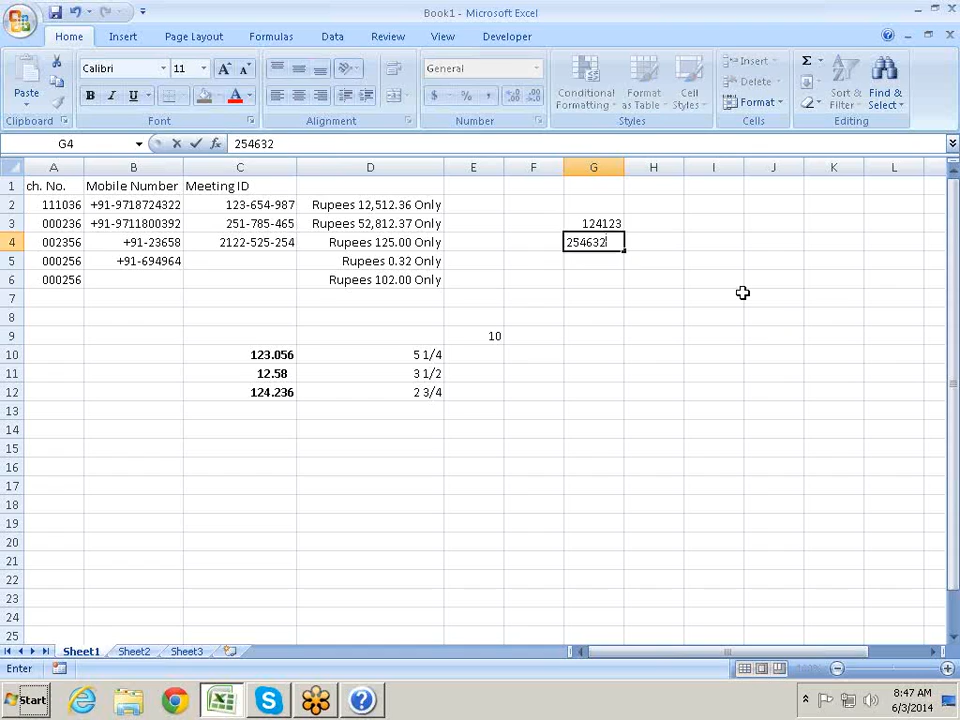 Book1 - Microsoft Excel
Home Insert Page Layout Formulas Data Review View Developer
Paste
Calibri 11
B I U
General
$ % ,
Conditional Formatting
Format as Table
Cell Styles
Insert
Delete
Format
Σ
Sort & Filter
Find & Select
Clipboard Font Alignment Number Styles Cells Editing
G4 fx 254632
A B C D E F G H I J K L
1 ch. No. Mobile Number Meeting ID
2 111036 +91-9718724322 123-654-987 Rupees 12,512.36 Only
3 000236 +91-9711800392 251-785-465 Rupees 52,812.37 Only 124123
4 002356 +91-23658 2122-525-254 Rupees 125.00 Only 254632
5 000256 +91-694964 Rupees 0.32 Only
6 000256 Rupees 102.00 Only
7
8
9 10
10 123.056 5 1/4
11 12.58 3 1/2
12 124.236 2 3/4
13
14
15
16
17
18
19
20
21
22
23
24
25
Sheet1 Sheet2 Sheet3
Enter 100%
Start
8:47 AM
6/3/2014